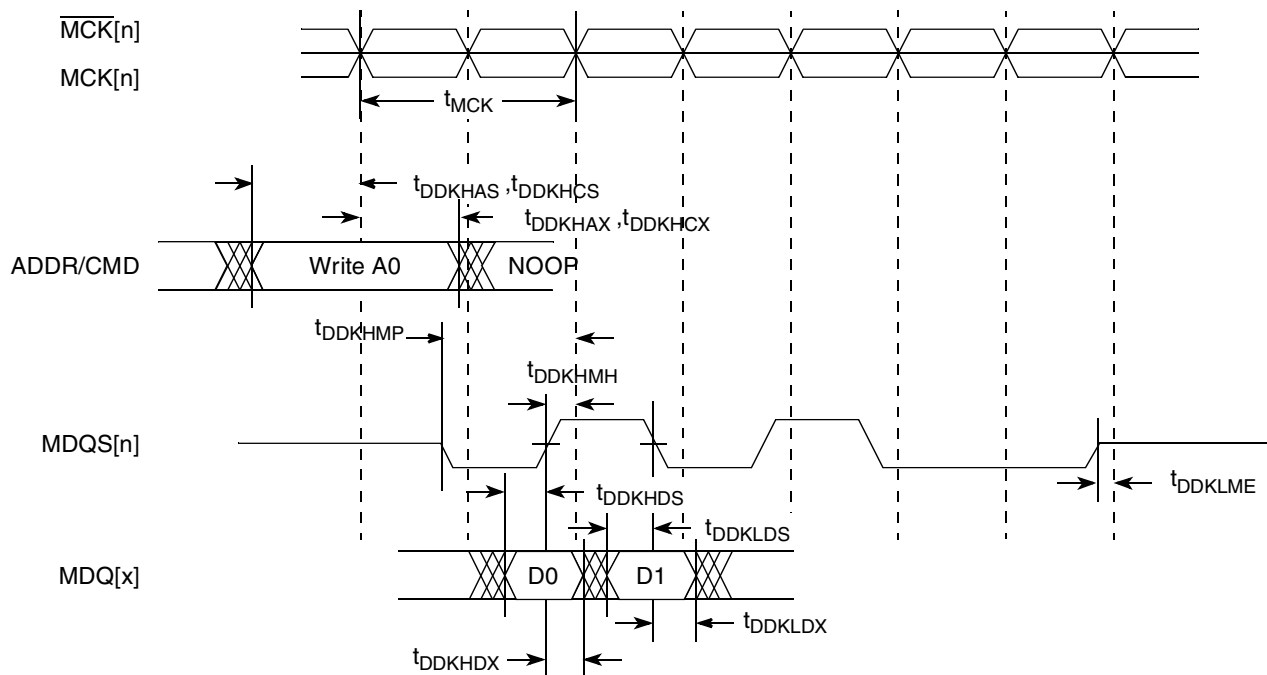 MCK[n]
MCK[n]
tMCK
tDDKHAS ,tDDKHCS
tDDKHAX ,tDDKHCX
ADDR/CMD
Write A0
NOOP
tDDKHMP
tDDKHMH
MDQS[n]
tDDKHDS
tDDKLME
tDDKLDS
MDQ[x]
D0
D1
tDDKLDX
tDDKHDX